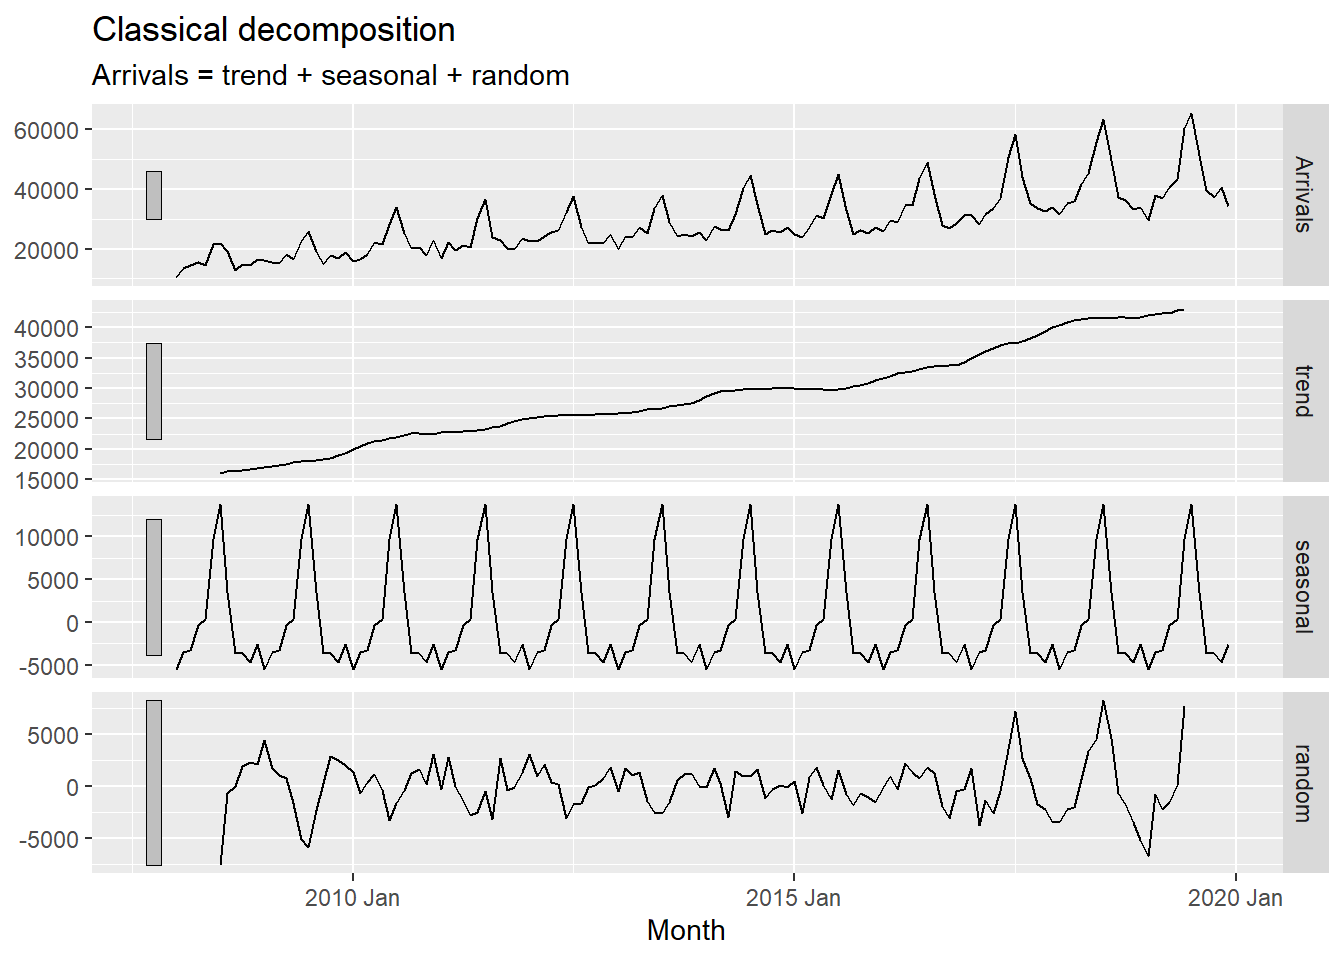 Classical decomposition
Arrivals = trend + seasonal + random
60000
40000
20000
Arrivals
40000
35000
30000
25000
20000
15000
trend
10000
5000
0
-5000
seasonal
5000
0
-5000
random
2010 Jan
2015 Jan
2020 Jan
Month